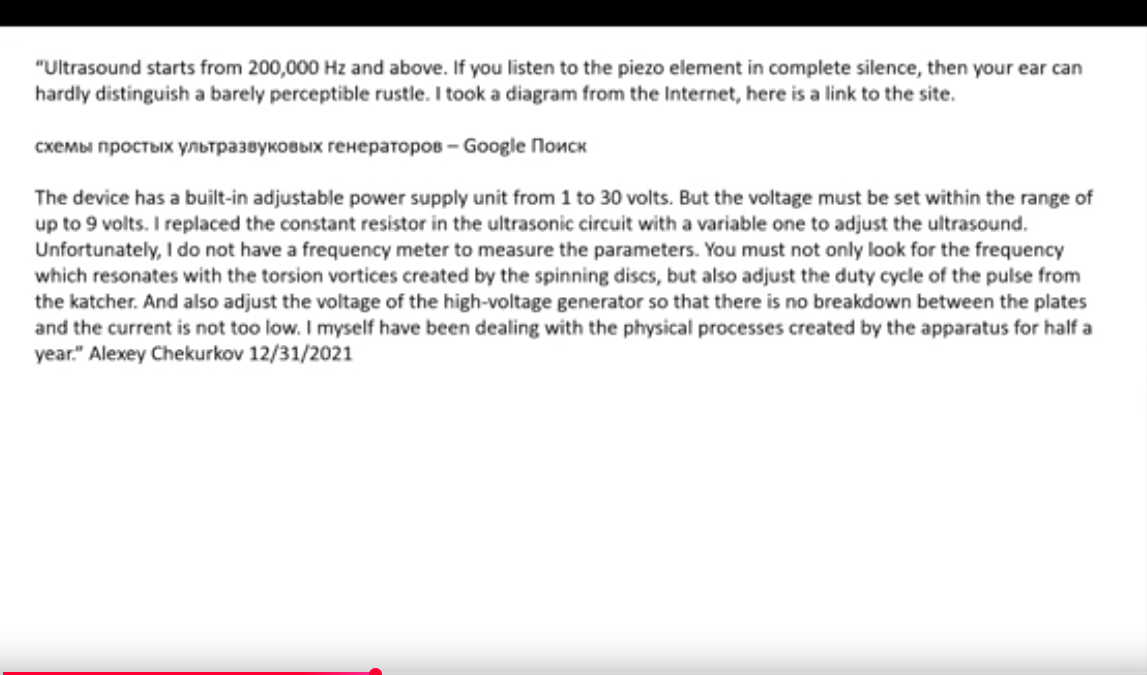 “Ultrasound starts from 200,000 Hz and above. If you listen to the piezo element in complete silence, then your ear can
hardly distinguish a barely perceptible rustle. I took a diagram from the Internet, here is a link to the site.
схемы простых ультразвуковых генераторов – Google Поиск
The device has a built-in adjustable power supply unit from 1 to 30 volts. But the voltage must be set within the range of
up to 9 volts. I replaced the constant resistor in the ultrasonic circuit with a variable one to adjust the ultrasound.
Unfortunately, I do not have a frequency meter to measure the parameters. You must not only look for the frequency
which resonates with the torsion vortices created by the spinning discs, but also adjust the duty cycle of the pulse from
the katcher. And also adjust the voltage of the high-voltage generator so that there is no breakdown between the plates
and the current is not too low. I myself have been dealing with the physical processes created by the apparatus for half a
year.” Alexey Chekurkov 12/31/2021